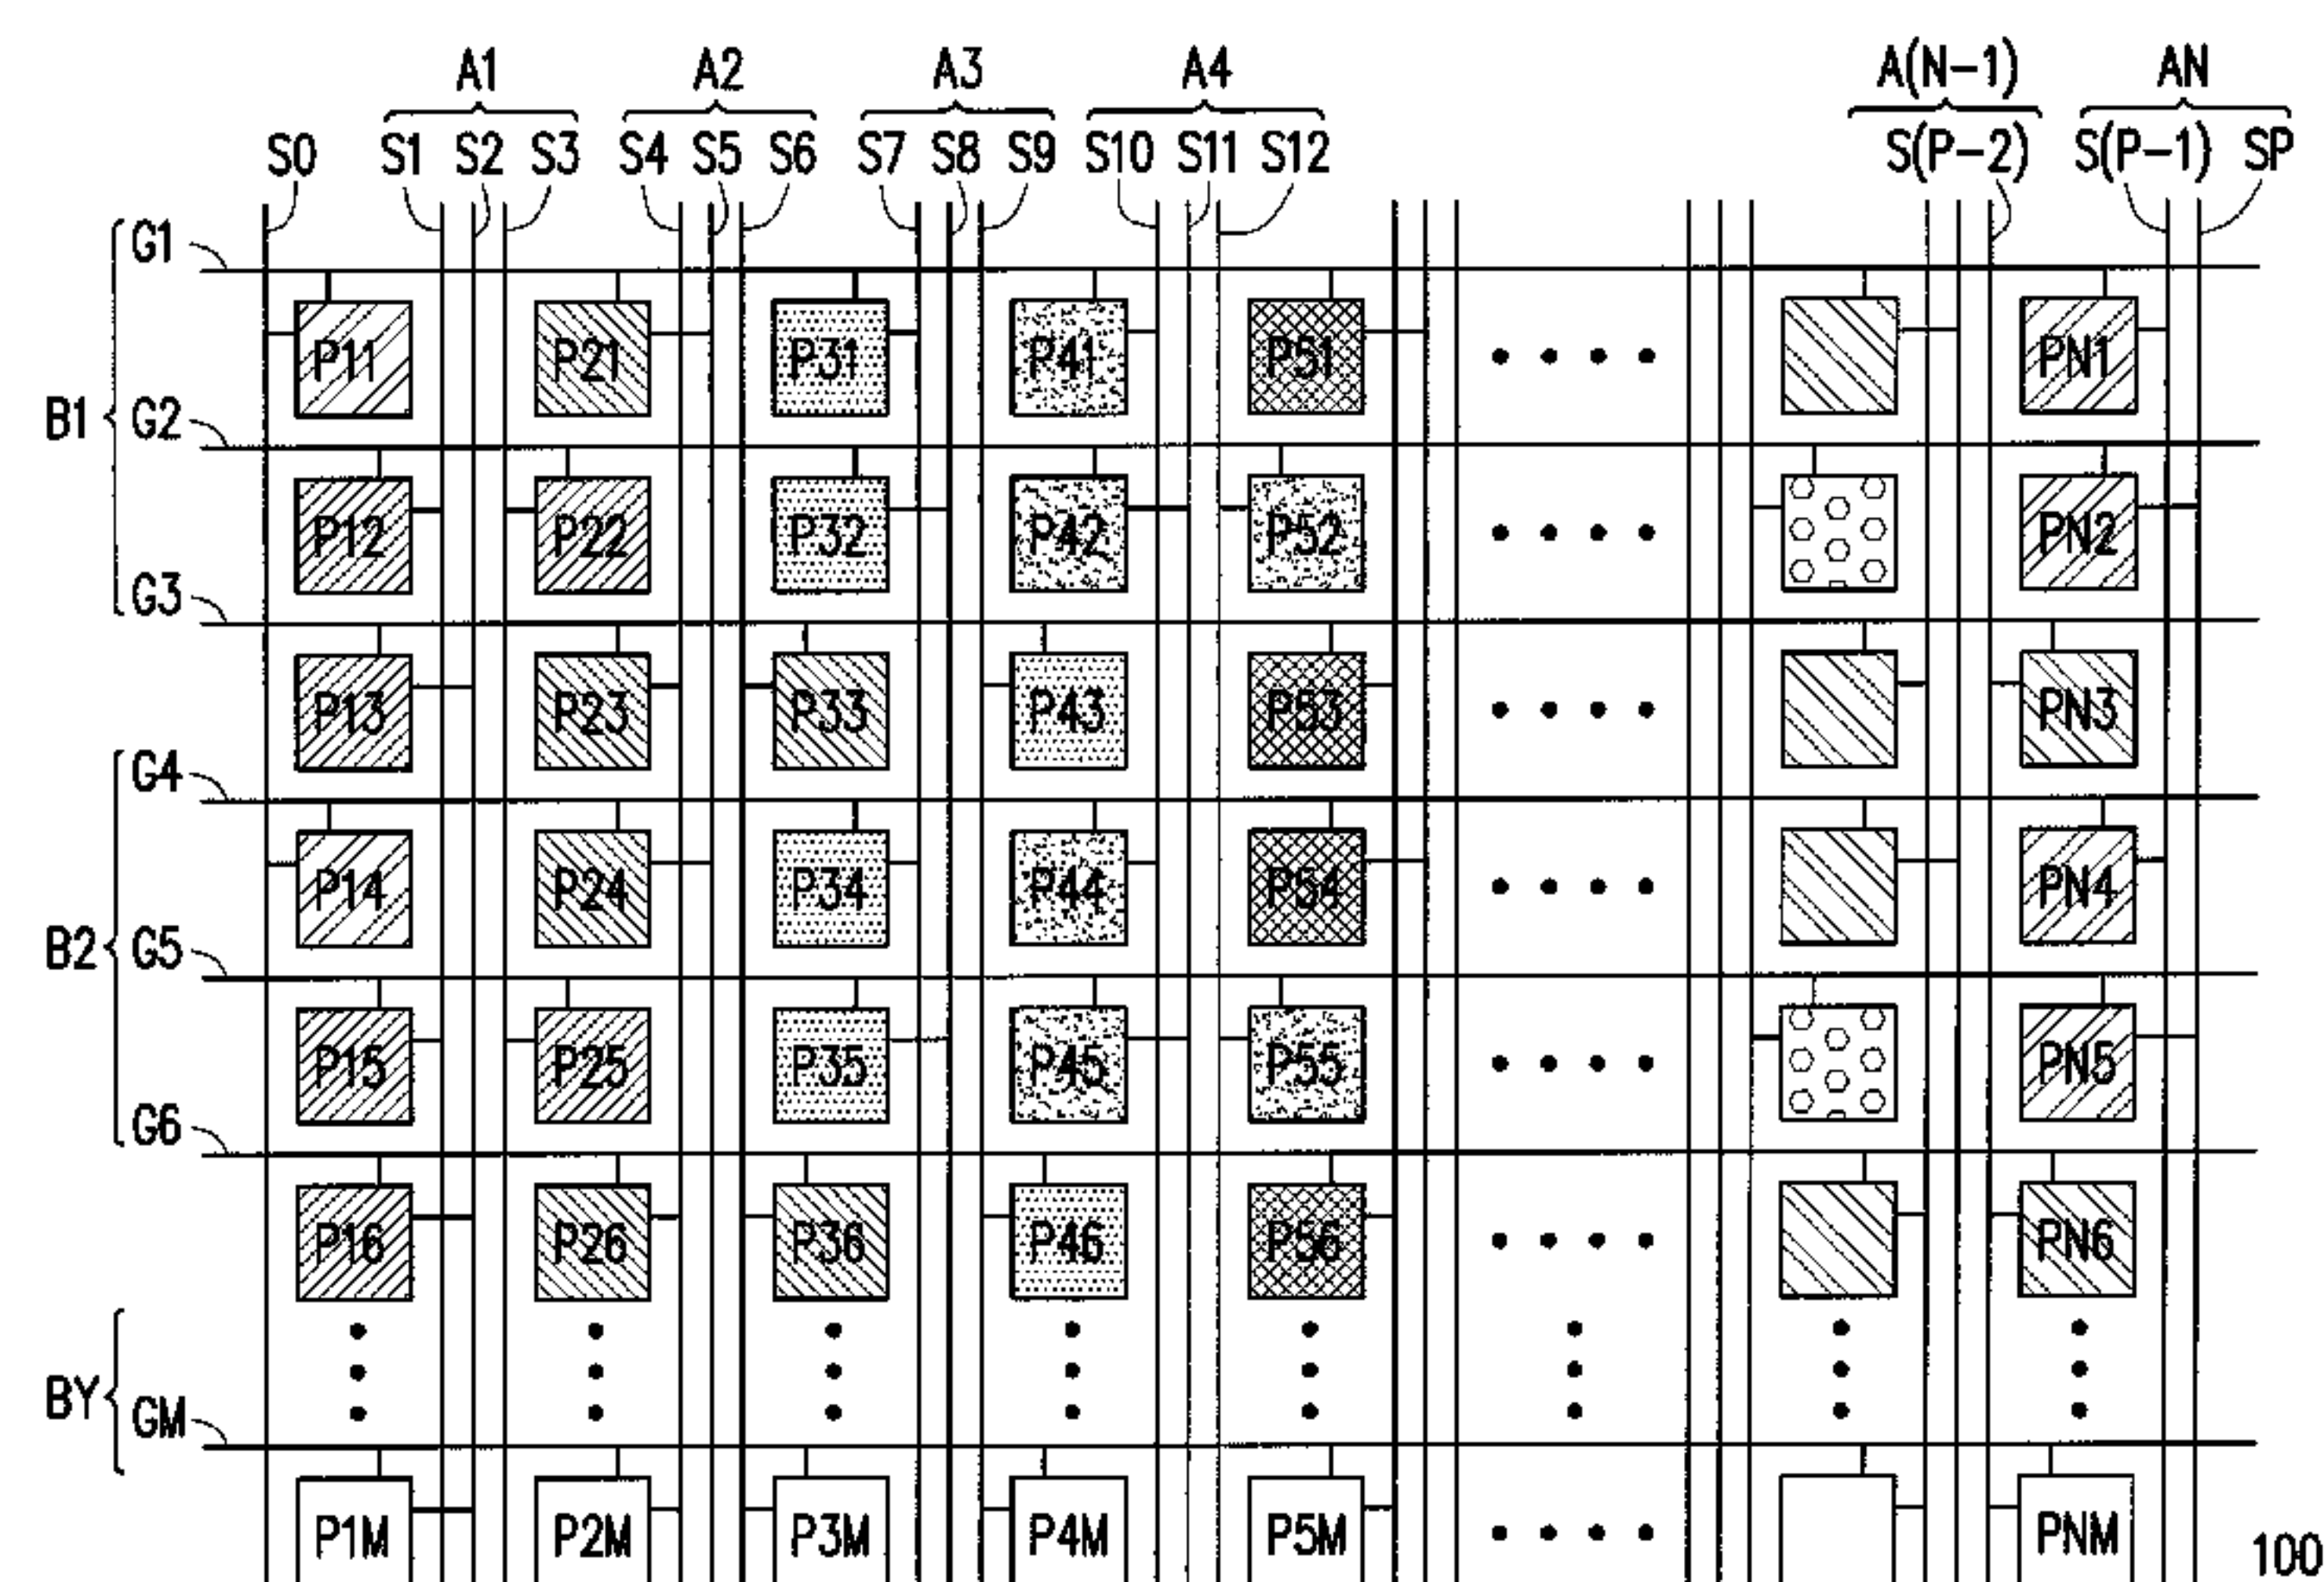 A1 A2 A3 A4 A(N-1) AN
S0 S1 S2 S3 S4 S5 S6 S7 S8 S9 S10 S11 S12 S(P-2) S(P-1) SP
G1
P11 P21 P31 P41 P51 PN1
B1 G2
P12 P22 P32 P42 P52 PN2
G3
P13 P23 P33 P43 P53 PN3
G4
P14 P24 P34 P44 P54 PN4
B2 G5
P15 P25 P35 P45 P55 PN5
G6
P16 P26 P36 P46 P56 PN6
BY GM
P1M P2M P3M P4M P5M PNM
100